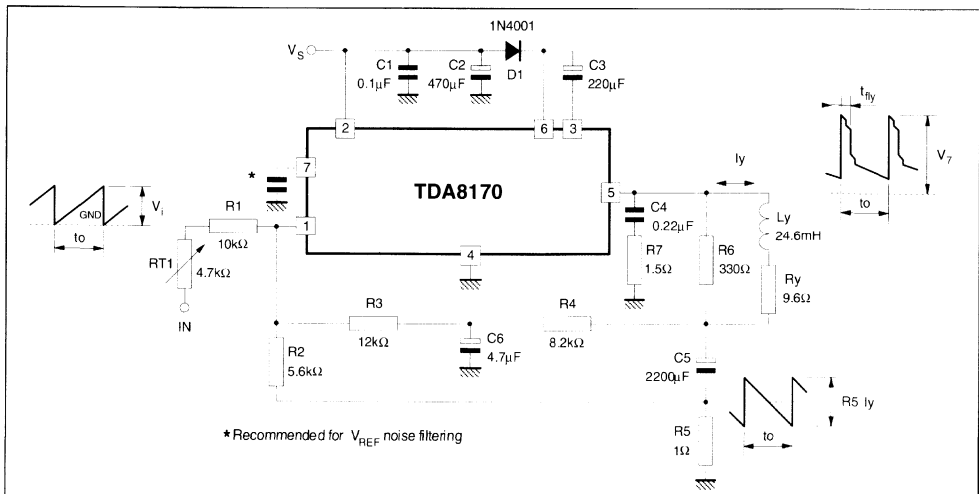 1N4001
V_S
C1
0.1µF
C2
470µF
D1
C3
220µF
2
6
3
t_fly
V_7
to
7
*
TDA8170
5
Iy
Ly
24.6mH
GND
V_i
to
R1
10kΩ
1
RT1
4.7kΩ
IN
4
C4
0.22µF
R7
1.5Ω
R6
330Ω
Ry
9.6Ω
R3
12kΩ
R4
8.2kΩ
R2
5.6kΩ
C6
4.7µF
C5
2200µF
R5 Iy
to
R5
1Ω
* Recommended for V_REF noise filtering